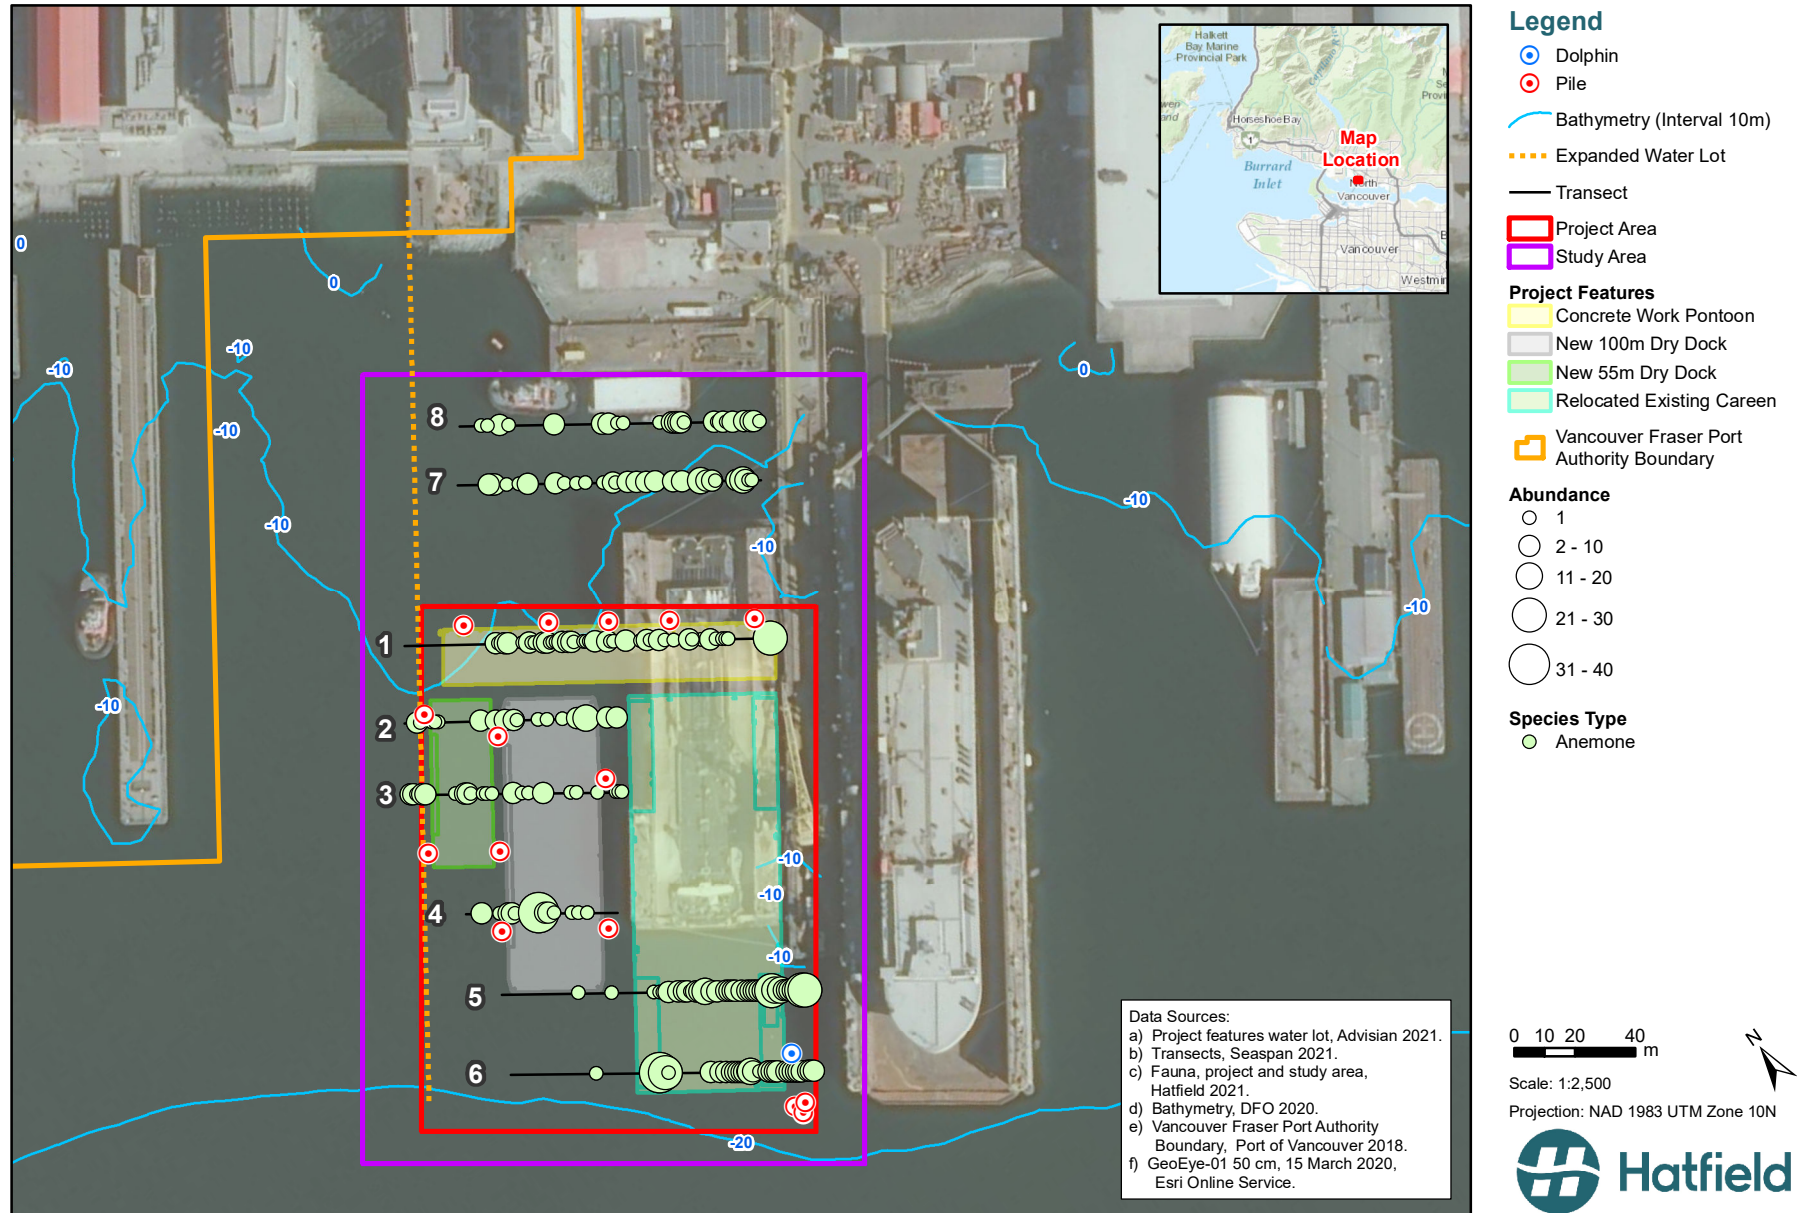 Halkett
Bay Marine
Provincial Park
Horseshoe Bay
1
Map
Location
Burrard
Inlet
North
Vancouver
Vancouver
Westmin
0
0
0
-10
-10
-10
-10
-10
-10
-10
-10
-10
-10
-10
-10
-20
8
7
1
2
3
4
5
6
Data Sources:
a) Project features water lot, Advisian 2021.
b) Transects, Seaspan 2021.
c) Fauna, project and study area,
Hatfield 2021.
d) Bathymetry, DFO 2020.
e) Vancouver Fraser Port Authority
Boundary, Port of Vancouver 2018.
f) GeoEye-01 50 cm, 15 March 2020,
Esri Online Service.
Legend
Dolphin
Pile
Bathymetry (Interval 10m)
Expanded Water Lot
Transect
Project Area
Study Area
Project Features
Concrete Work Pontoon
New 100m Dry Dock
New 55m Dry Dock
Relocated Existing Careen
Vancouver Fraser Port
Authority Boundary
Abundance
1
2 - 10
11 - 20
21 - 30
31 - 40
Species Type
Anemone
0 10 20 40
m
N
Scale: 1:2,500
Projection: NAD 1983 UTM Zone 10N
Hatfield